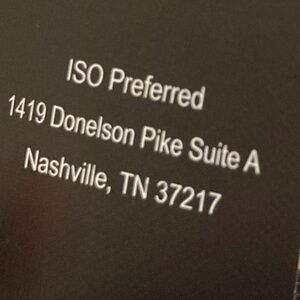 ISO Preferred
1419 Donelson Pike Suite A
Nashville, TN 37217